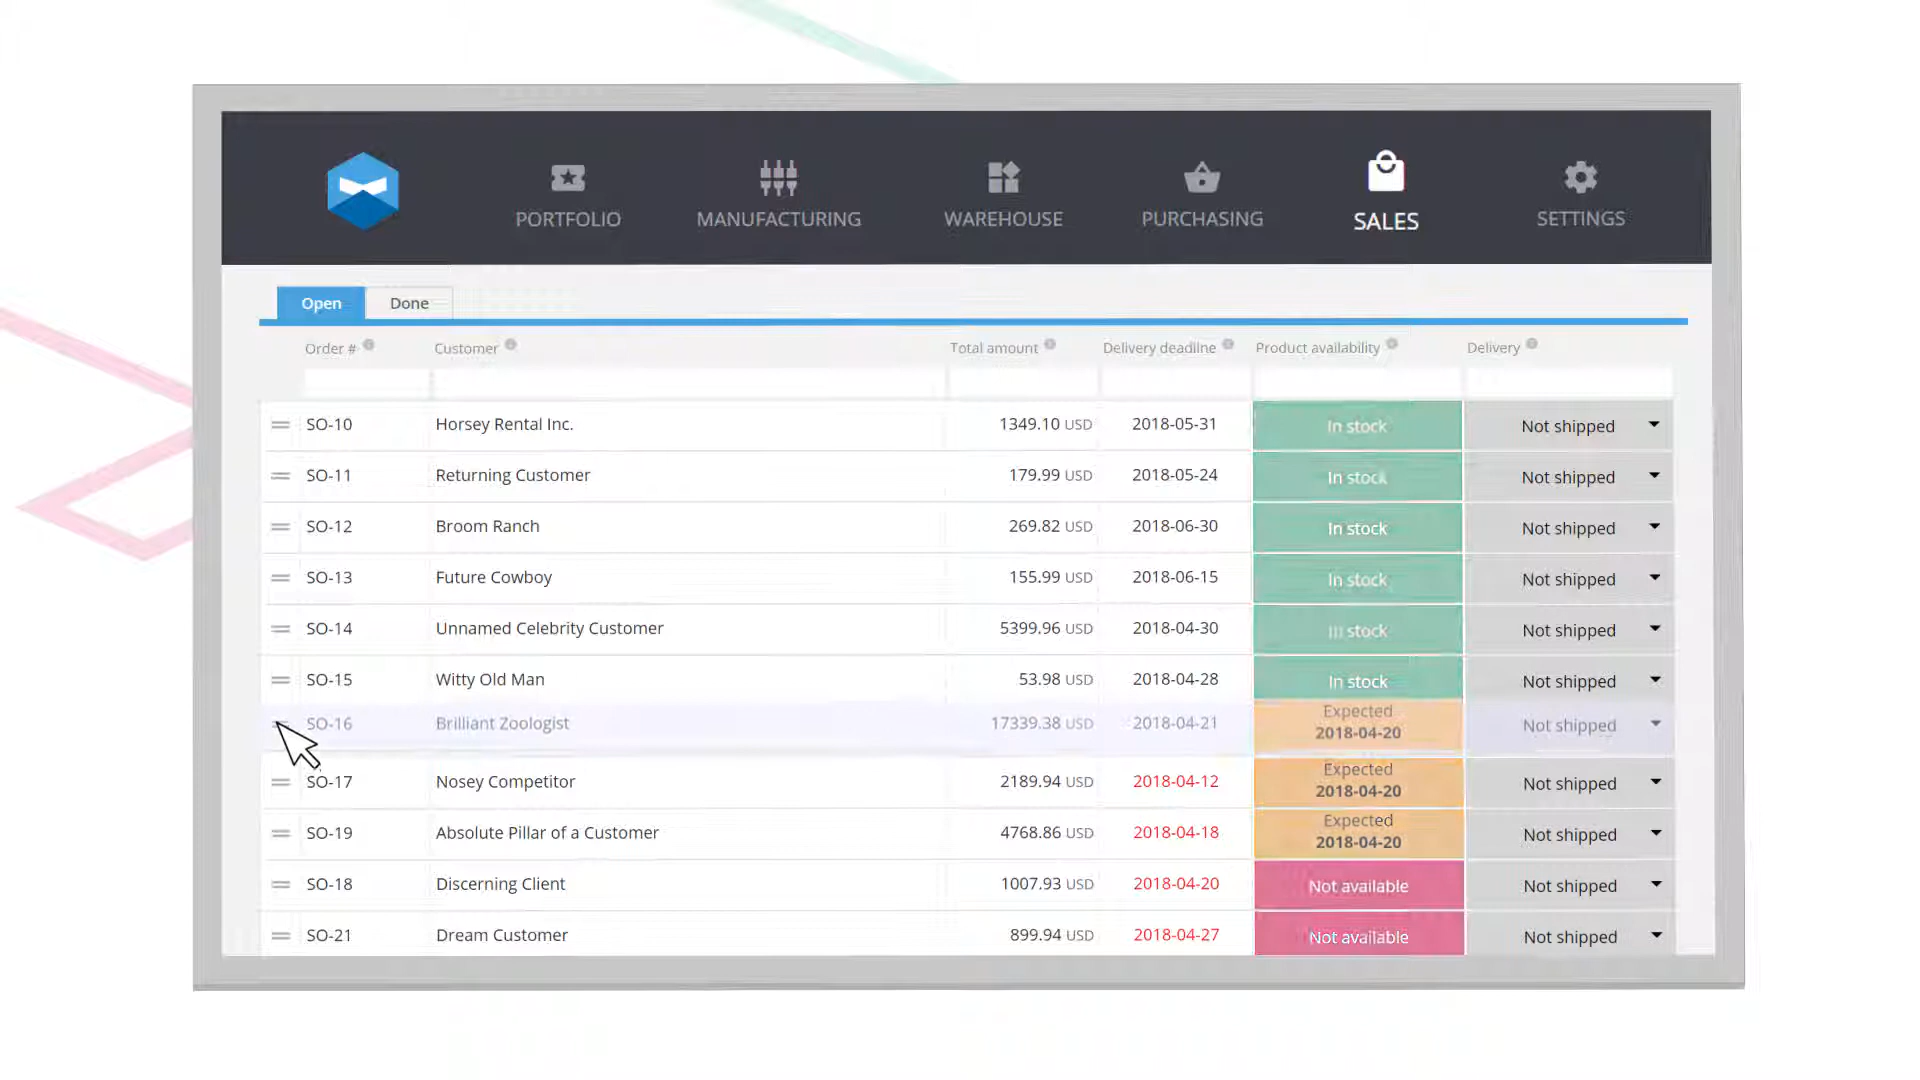 PORTFOLIO MANUFACTURING WAREHOUSE PURCHASING SALES SETTINGS
Open Done
Order # Customer Total amount Delivery deadline Product availability Delivery
SO-10 Horsey Rental Inc. 1349.10 USD 2018-05-31 In stock Not shipped
SO-11 Returning Customer 179.99 USD 2018-05-24 In stock Not shipped
SO-12 Broom Ranch 269.82 USD 2018-06-30 In stock Not shipped
SO-13 Future Cowboy 155.99 USD 2018-06-15 In stock Not shipped
SO-14 Unnamed Celebrity Customer 5399.96 USD 2018-04-30 In stock Not shipped
SO-15 Witty Old Man 53.98 USD 2018-04-28 In stock Not shipped
SO-16 Brilliant Zoologist 17339.38 USD 2018-04-21 Expected 2018-04-20 Not shipped
SO-17 Nosey Competitor 2189.94 USD 2018-04-12 Expected 2018-04-20 Not shipped
SO-19 Absolute Pillar of a Customer 4768.86 USD 2018-04-18 Expected 2018-04-20 Not shipped
SO-18 Discerning Client 1007.93 USD 2018-04-20 Not available Not shipped
SO-21 Dream Customer 899.94 USD 2018-04-27 Not available Not shipped